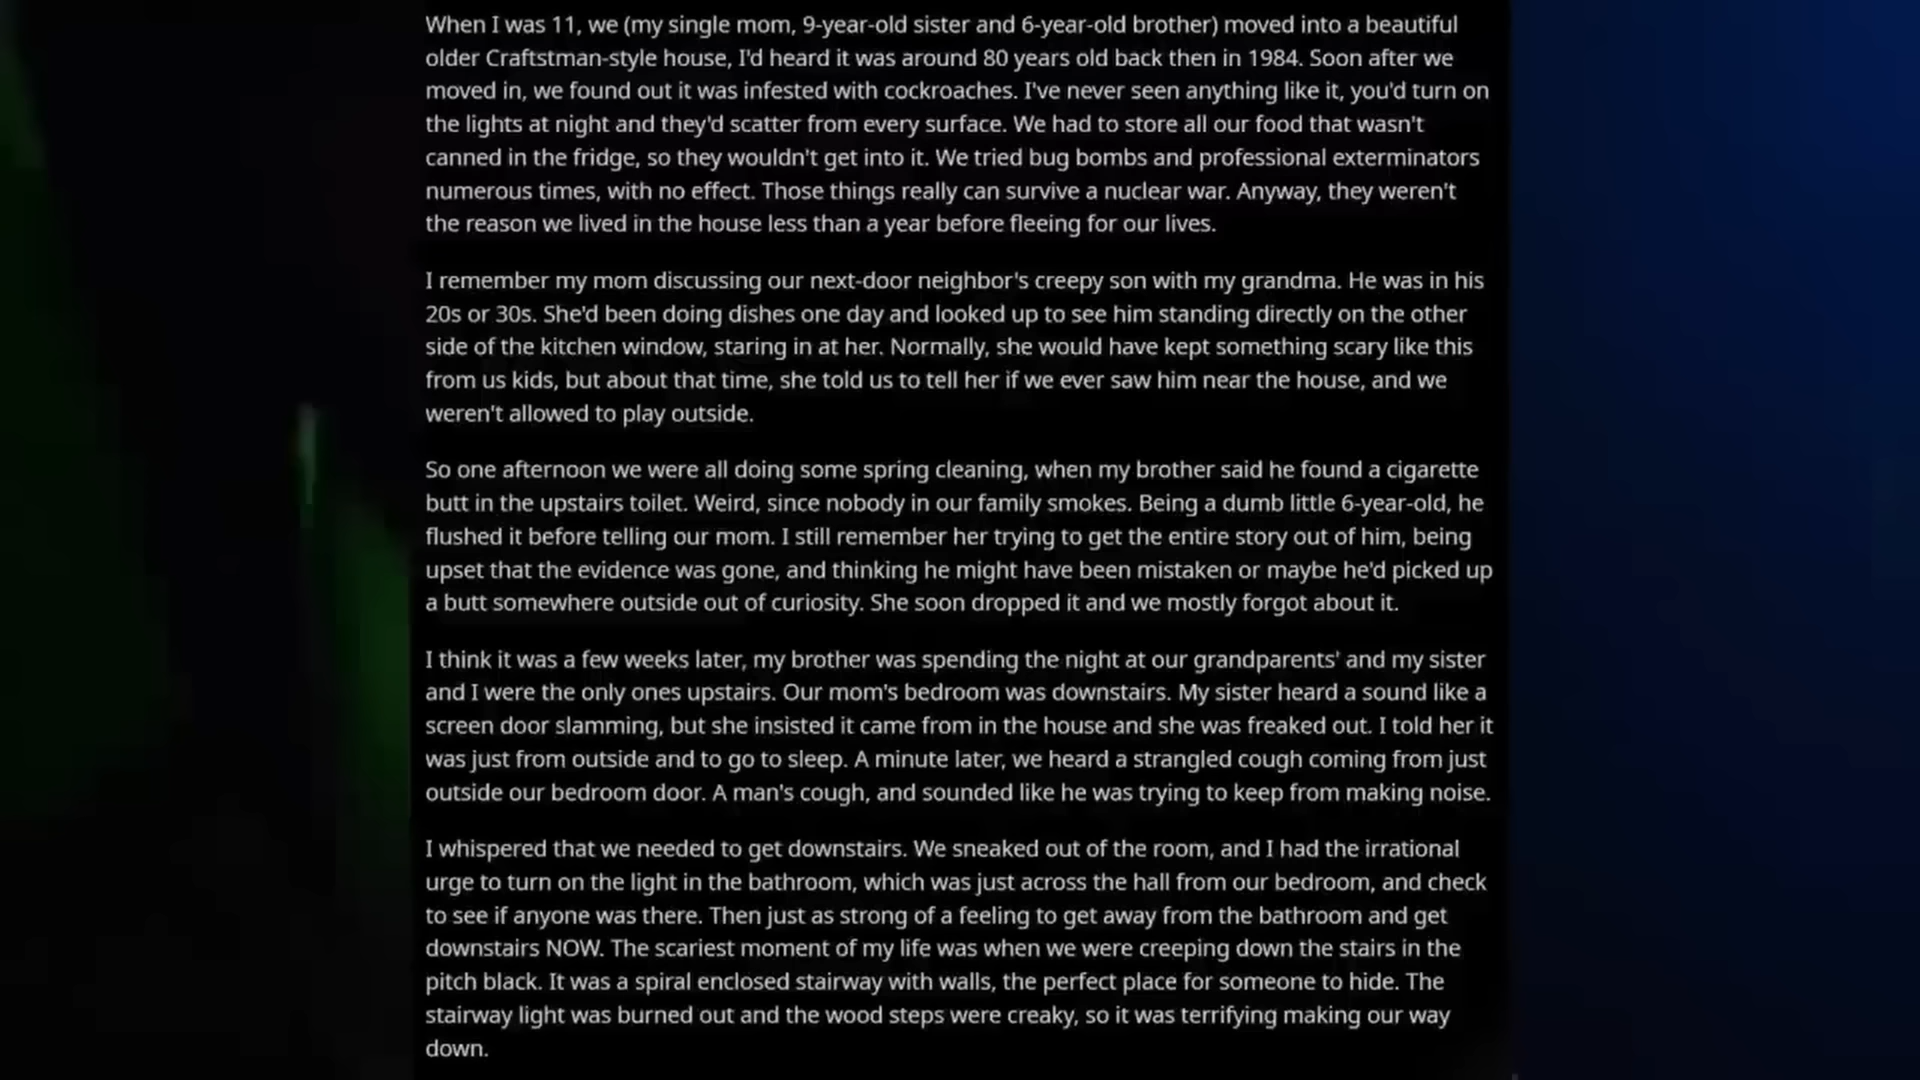 When I was 11, we (my single mom, 9-year-old sister and 6-year-old brother) moved into a beautiful
older Craftstman-style house, I'd heard it was around 80 years old back then in 1984. Soon after we
moved in, we found out it was infested with cockroaches. I've never seen anything like it, you'd turn on
the lights at night and they'd scatter from every surface. We had to store all our food that wasn't
canned in the fridge, so they wouldn't get into it. We tried bug bombs and professional exterminators
numerous times, with no effect. Those things really can survive a nuclear war. Anyway, they weren't
the reason we lived in the house less than a year before fleeing for our lives.
I remember my mom discussing our next-door neighbor's creepy son with my grandma. He was in his
20s or 30s. She'd been doing dishes one day and looked up to see him standing directly on the other
side of the kitchen window, staring in at her. Normally, she would have kept something scary like this
from us kids, but about that time, she told us to tell her if we ever saw him near the house, and we
weren't allowed to play outside.
So one afternoon we were all doing some spring cleaning, when my brother said he found a cigarette
butt in the upstairs toilet. Weird, since nobody in our family smokes. Being a dumb little 6-year-old, he
flushed it before telling our mom. I still remember her trying to get the entire story out of him, being
upset that the evidence was gone, and thinking he might have been mistaken or maybe he'd picked up
a butt somewhere outside out of curiosity. She soon dropped it and we mostly forgot about it.
I think it was a few weeks later, my brother was spending the night at our grandparents' and my sister
and I were the only ones upstairs. Our mom's bedroom was downstairs. My sister heard a sound like a
screen door slamming, but she insisted it came from in the house and she was freaked out. I told her it
was just from outside and to go to sleep. A minute later, we heard a strangled cough coming from just
outside our bedroom door. A man's cough, and sounded like he was trying to keep from making noise.
I whispered that we needed to get downstairs. We sneaked out of the room, and I had the irrational
urge to turn on the light in the bathroom, which was just across the hall from our bedroom, and check
to see if anyone was there. Then just as strong of a feeling to get away from the bathroom and get
downstairs NOW. The scariest moment of my life was when we were creeping down the stairs in the
pitch black. It was a spiral enclosed stairway with walls, the perfect place for someone to hide. The
stairway light was burned out and the wood steps were creaky, so it was terrifying making our way
down.